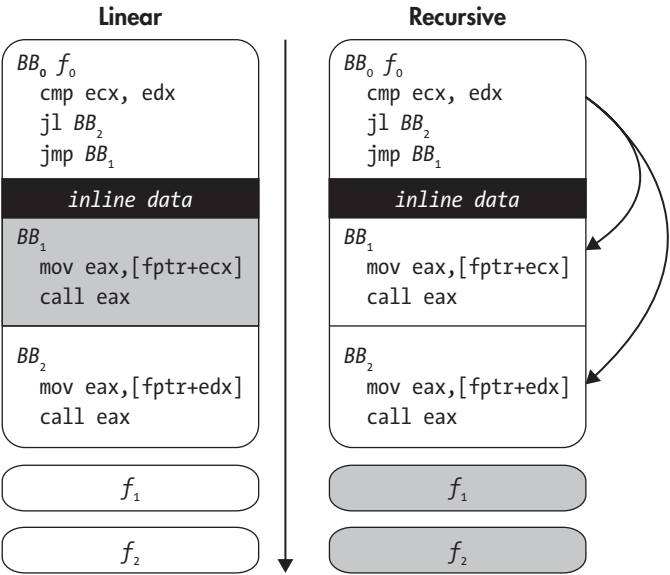 Linear
BB₀ f₀
cmp ecx, edx
jl BB₂
jmp BB₁
inline data
BB₁
mov eax,[fptr+ecx]
call eax
BB₂
mov eax,[fptr+edx]
call eax
f₁
f₂
Recursive
BB₀ f₀
cmp ecx, edx
jl BB₂
jmp BB₁
inline data
BB₁
mov eax,[fptr+ecx]
call eax
BB₂
mov eax,[fptr+edx]
call eax
f₁
f₂